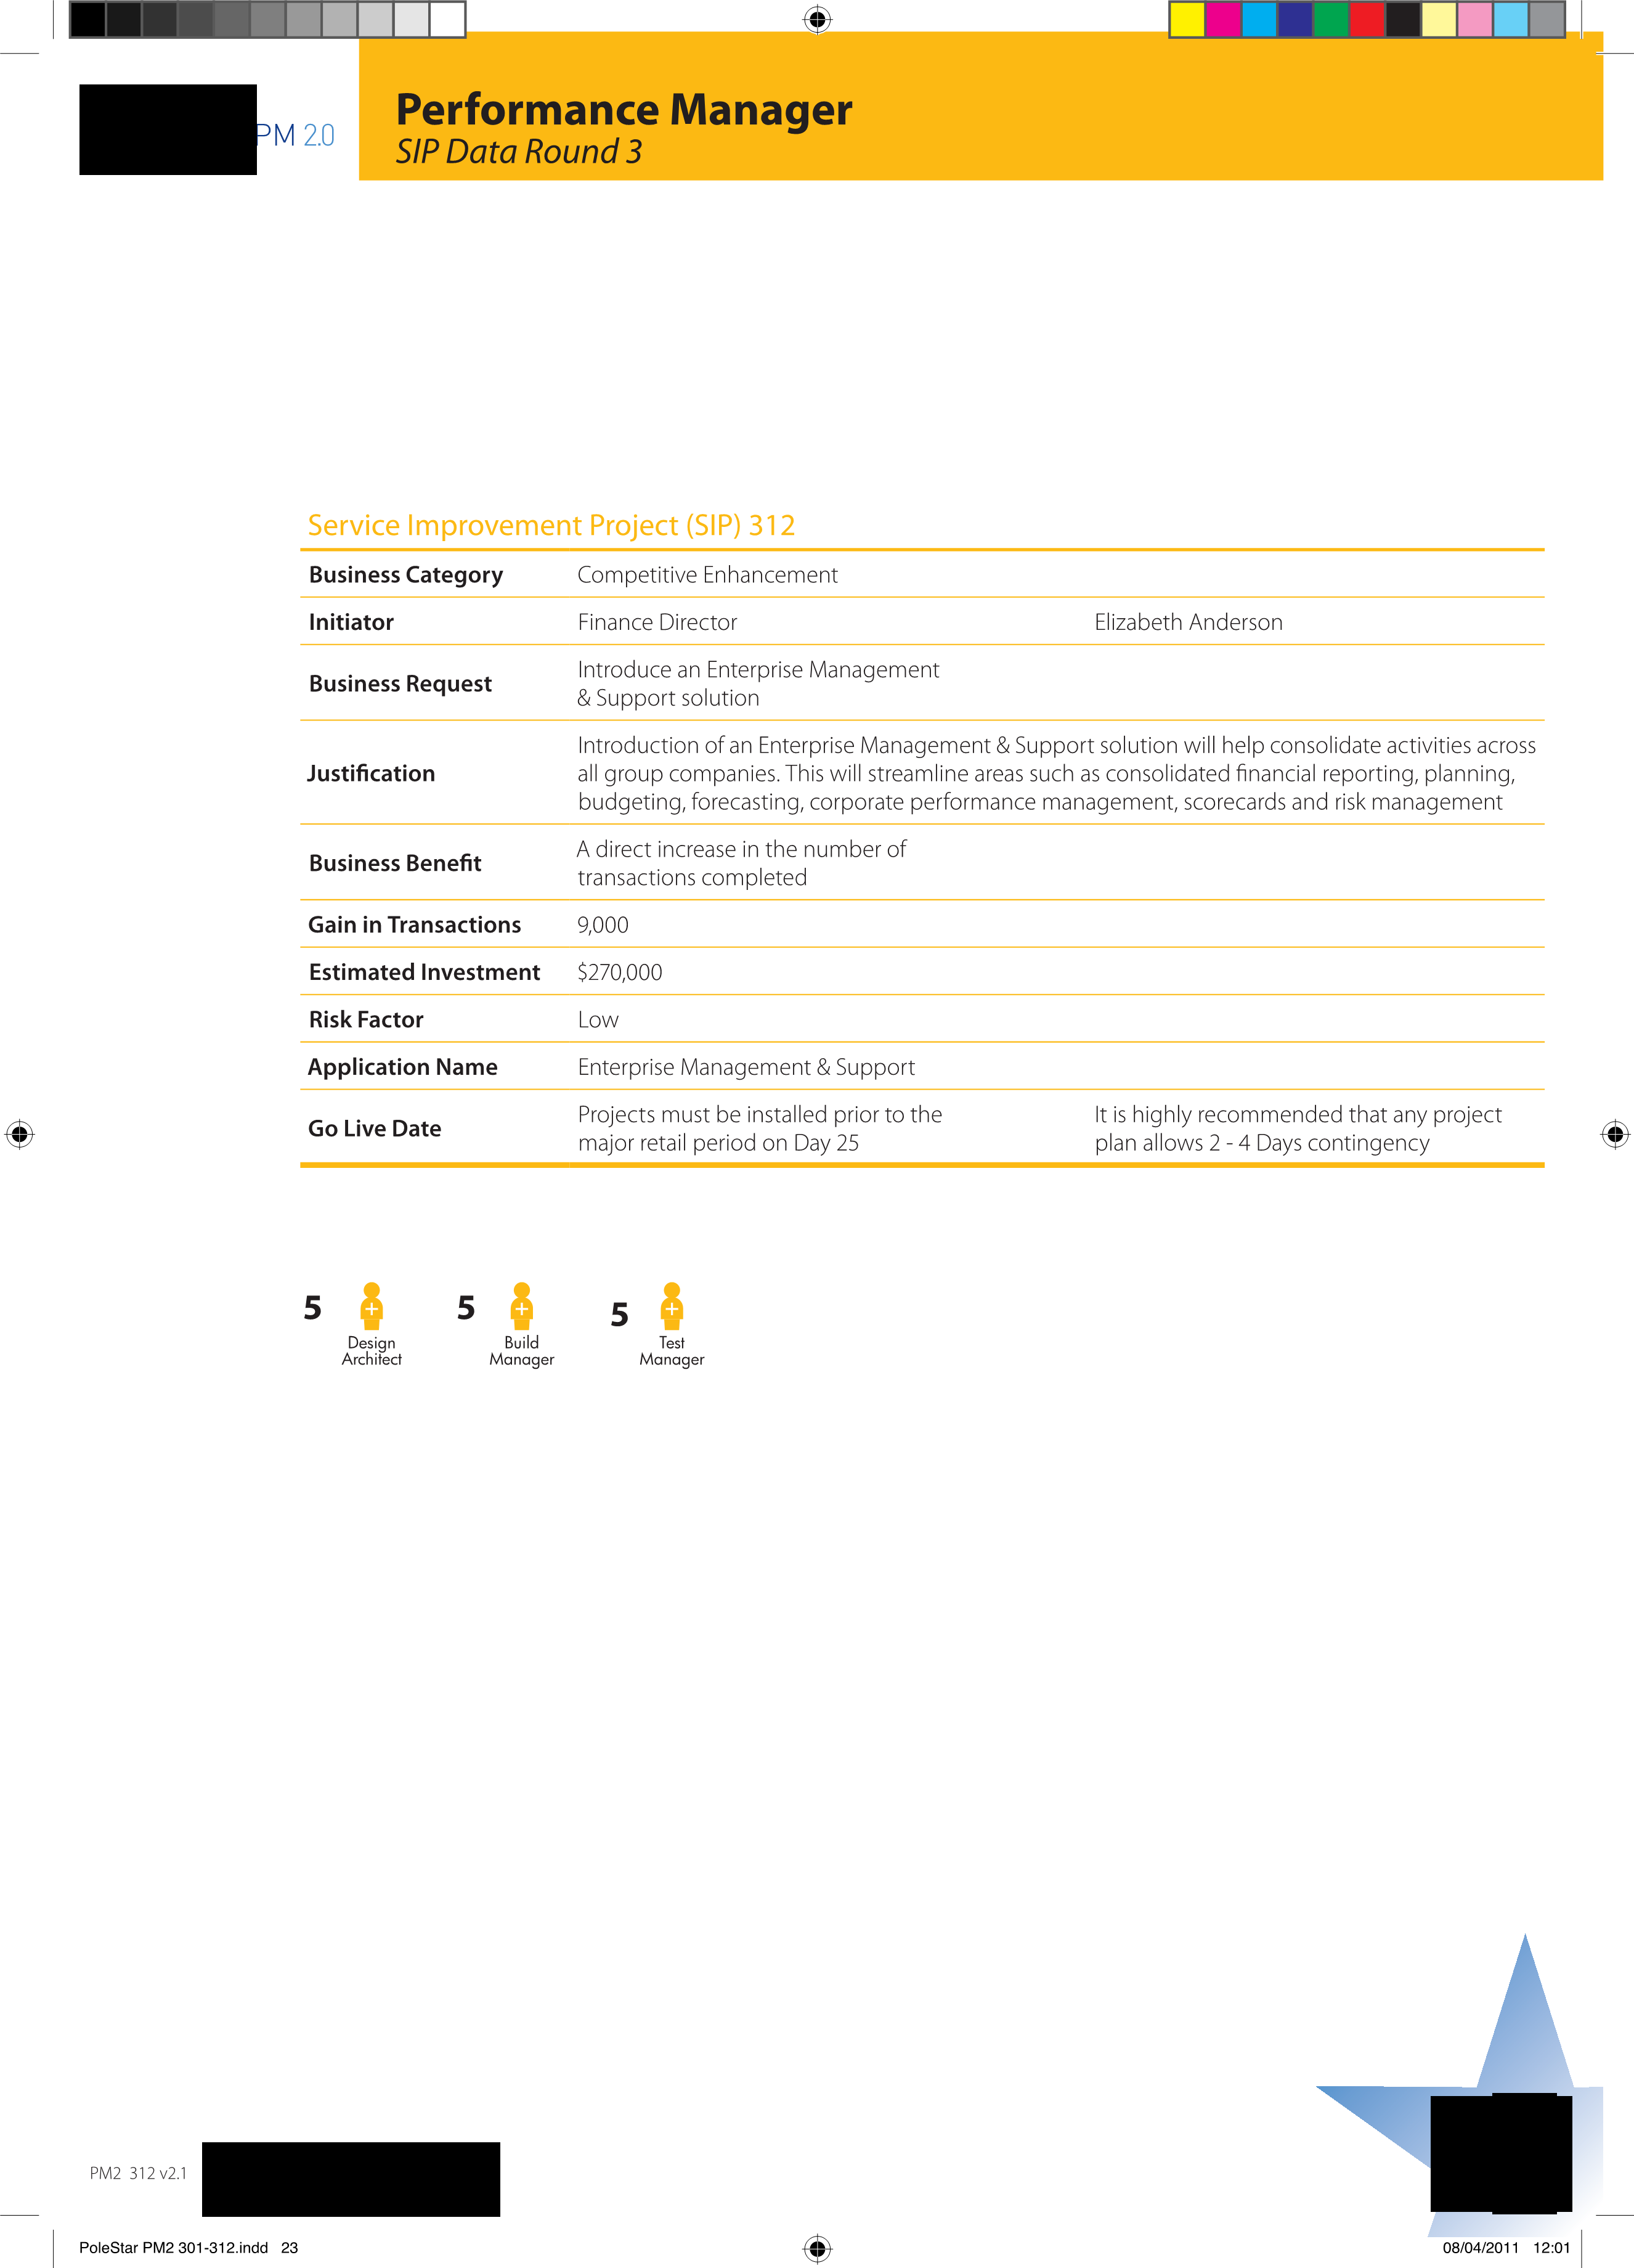 PM 2.0
Performance Manager
SIP Data Round 3
Service Improvement Project (SIP) 312
Business Category Competitive Enhancement
Initiator Finance Director Elizabeth Anderson
Business Request Introduce an Enterprise Management
& Support solution
Justification Introduction of an Enterprise Management & Support solution will help consolidate activities across
all group companies. This will streamline areas such as consolidated financial reporting, planning,
budgeting, forecasting, corporate performance management, scorecards and risk management
Business Benefit A direct increase in the number of
transactions completed
Gain in Transactions 9,000
Estimated Investment $270,000
Risk Factor Low
Application Name Enterprise Management & Support
Go Live Date Projects must be installed prior to the It is highly recommended that any project
major retail period on Day 25 plan allows 2 - 4 Days contingency
5 5 5
Design Build Test
Architect Manager Manager
PM2 312 v2.1
PoleStar PM2 301-312.indd 23 08/04/2011 12:01